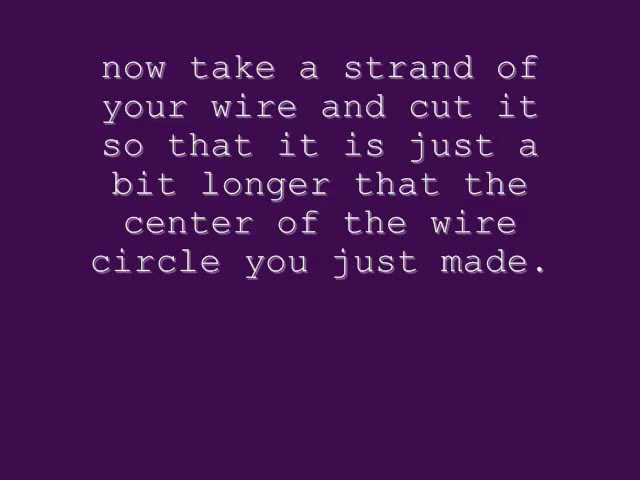 now take a strand of
your wire and cut it
so that it is just a
bit longer that the
center of the wire
circle you just made.